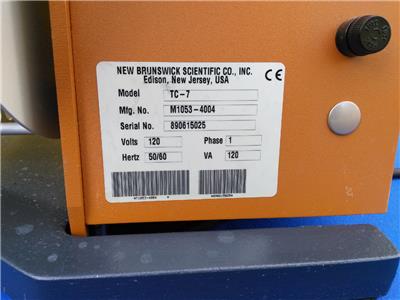 NEW BRUNSWICK SCIENTIFIC CO., INC.
Edison, New Jersey, USA
CE
Model TC-7
Mfg. No. M1053-4004
Serial No. 890615025
Volts 120 Phase 1
Hertz 50/60 VA 120